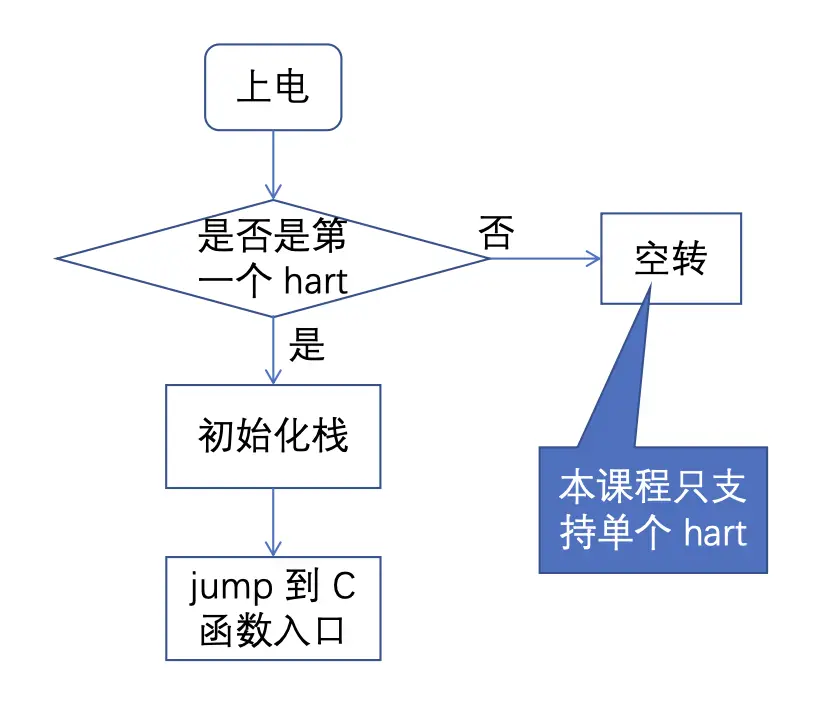 上电
是否是第
一个 hart
否
空转
是
初始化栈
本课程只支
持单个 hart
jump 到 C
函数入口